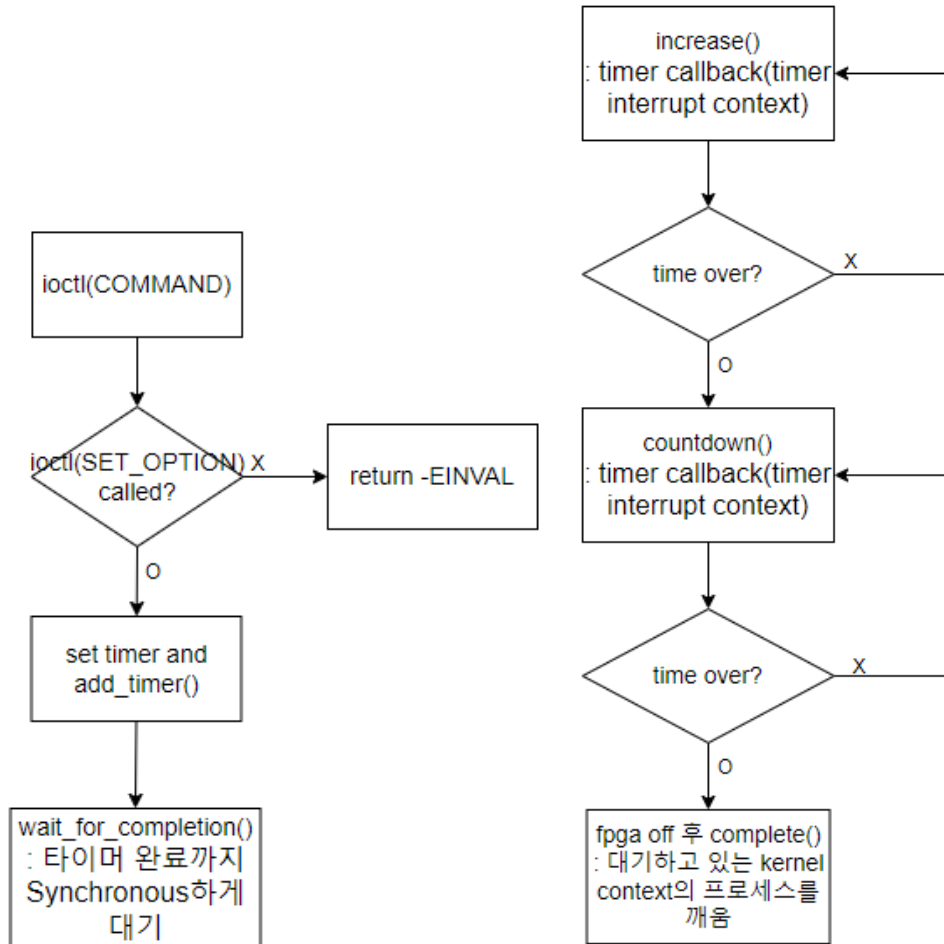 ioctl(COMMAND)
ioctl(SET_OPTION)
called?
X
return -EINVAL
O
set timer and
add_timer()
wait_for_completion()
: 타이머 완료까지
Synchronous하게
대기
increase()
: timer callback(timer
interrupt context)
time over?
X
O
countdown()
: timer callback(timer
interrupt context)
time over?
X
O
fpga off 후 complete()
: 대기하고 있는 kernel
context의 프로세스를
깨움